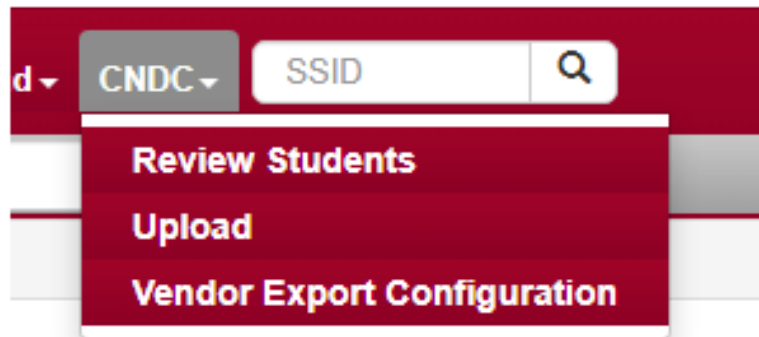 d CNDC SSID
Review Students
Upload
Vendor Export Configuration